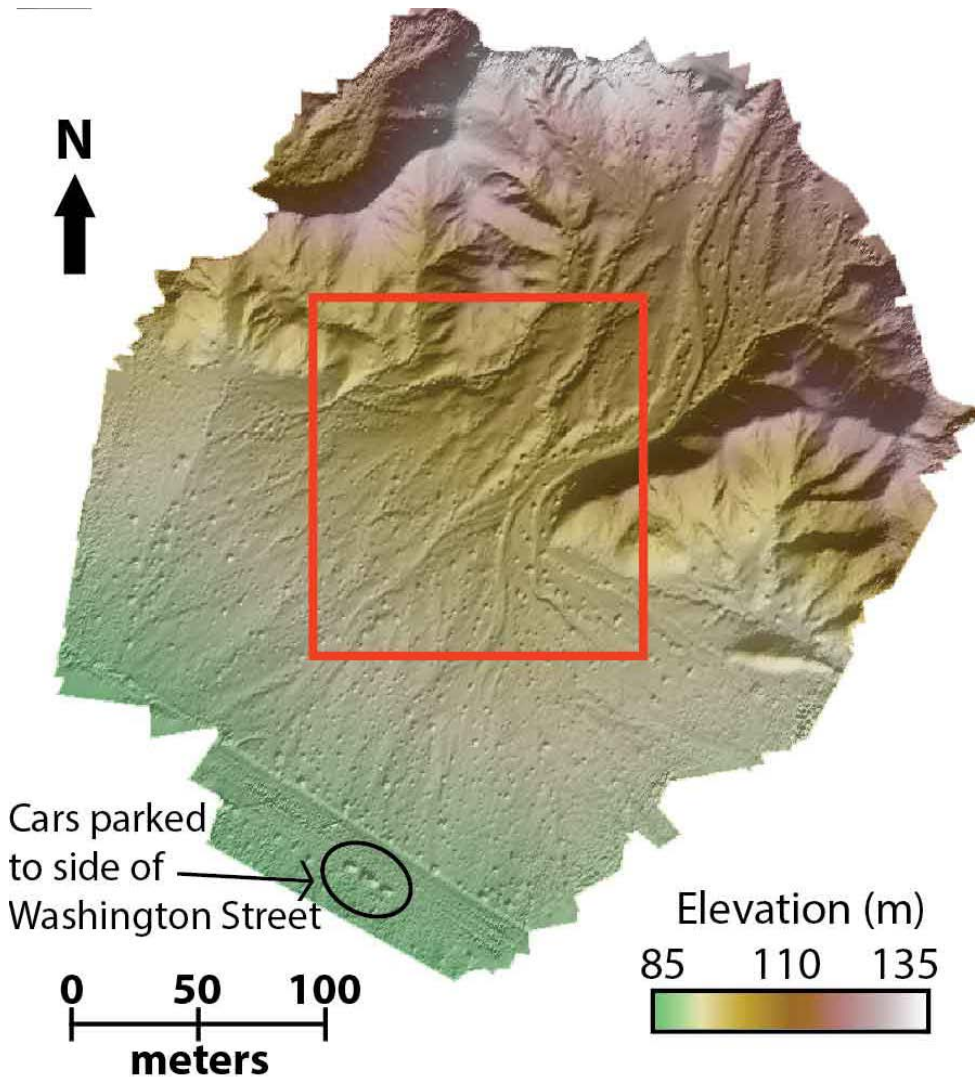 N
Cars parked
to side of
Washington Street
0 50 100
meters
Elevation (m)
85 110 135